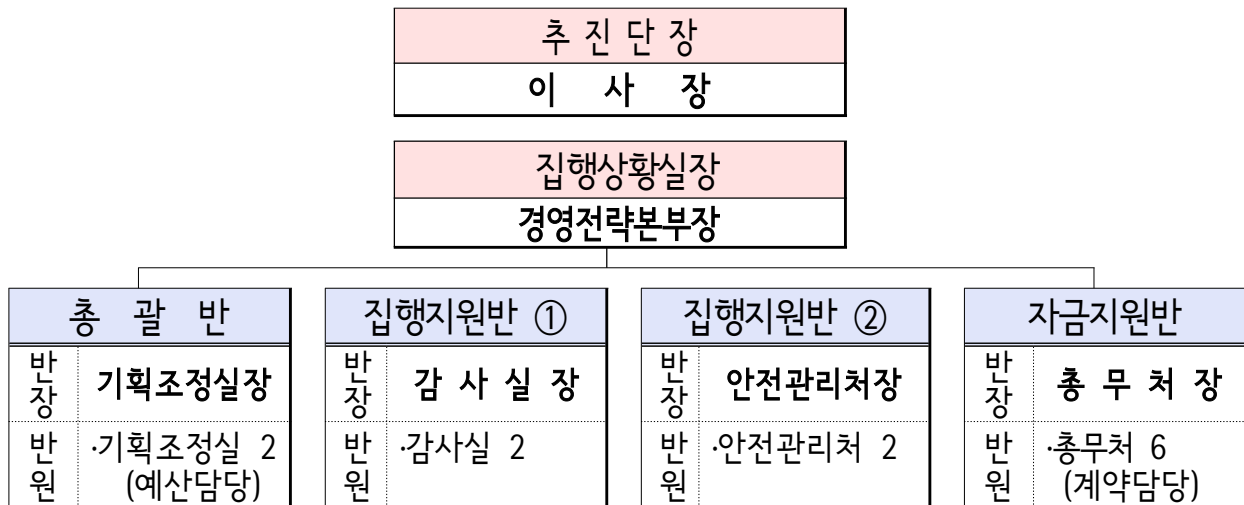 추 진 단 장
이 사 장
집행상황실장
경영전략본부장
총 괄 반
반장 기획조정실장
반원 ·기획조정실 2
(예산담당)
집행지원반 ①
반장 감 사 실 장
반원 ·감사실 2
집행지원반 ②
반장 안전관리처장
반원 ·안전관리처 2
자금지원반
반장 총 무 처 장
반원 ·총무처 6
(계약담당)